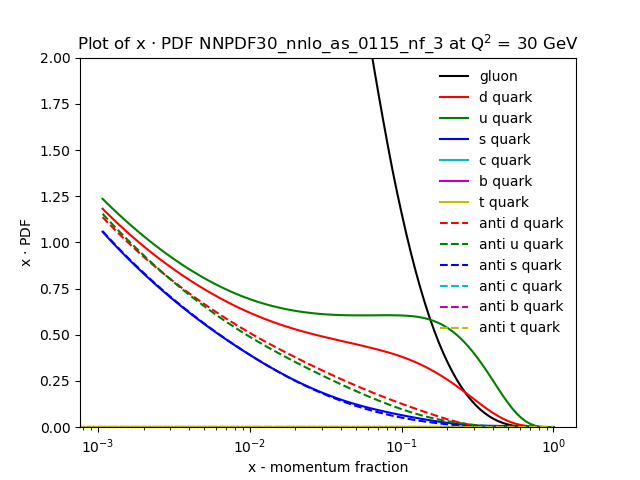 Plot of x · PDF NNPDF30_nnlo_as_0115_nf_3 at Q² = 30 GeV
2.00
1.75
1.50
1.25
1.00
0.75
0.50
0.25
0.00
x · PDF
gluon
d quark
u quark
s quark
c quark
b quark
t quark
anti d quark
anti u quark
anti s quark
anti c quark
anti b quark
anti t quark
10⁻³ 10⁻² 10⁻¹ 10⁰
x - momentum fraction